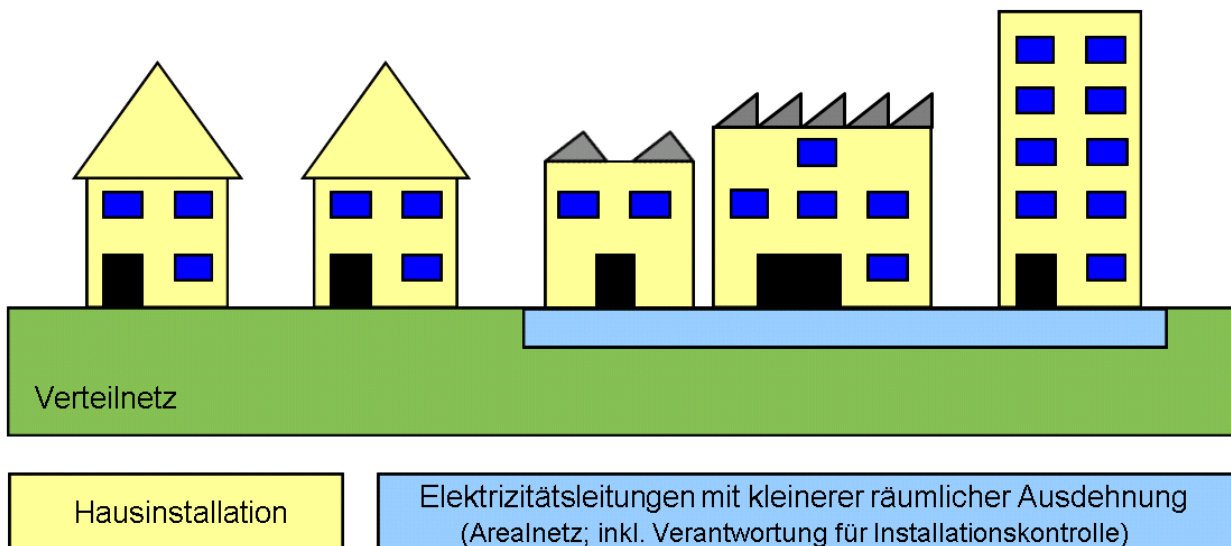 Verteilnetz
Hausinstallation
Elektrizitätsleitungen mit kleinerer räumlicher Ausdehnung
(Arealnetz; inkl. Verantwortung für Installationskontrolle)